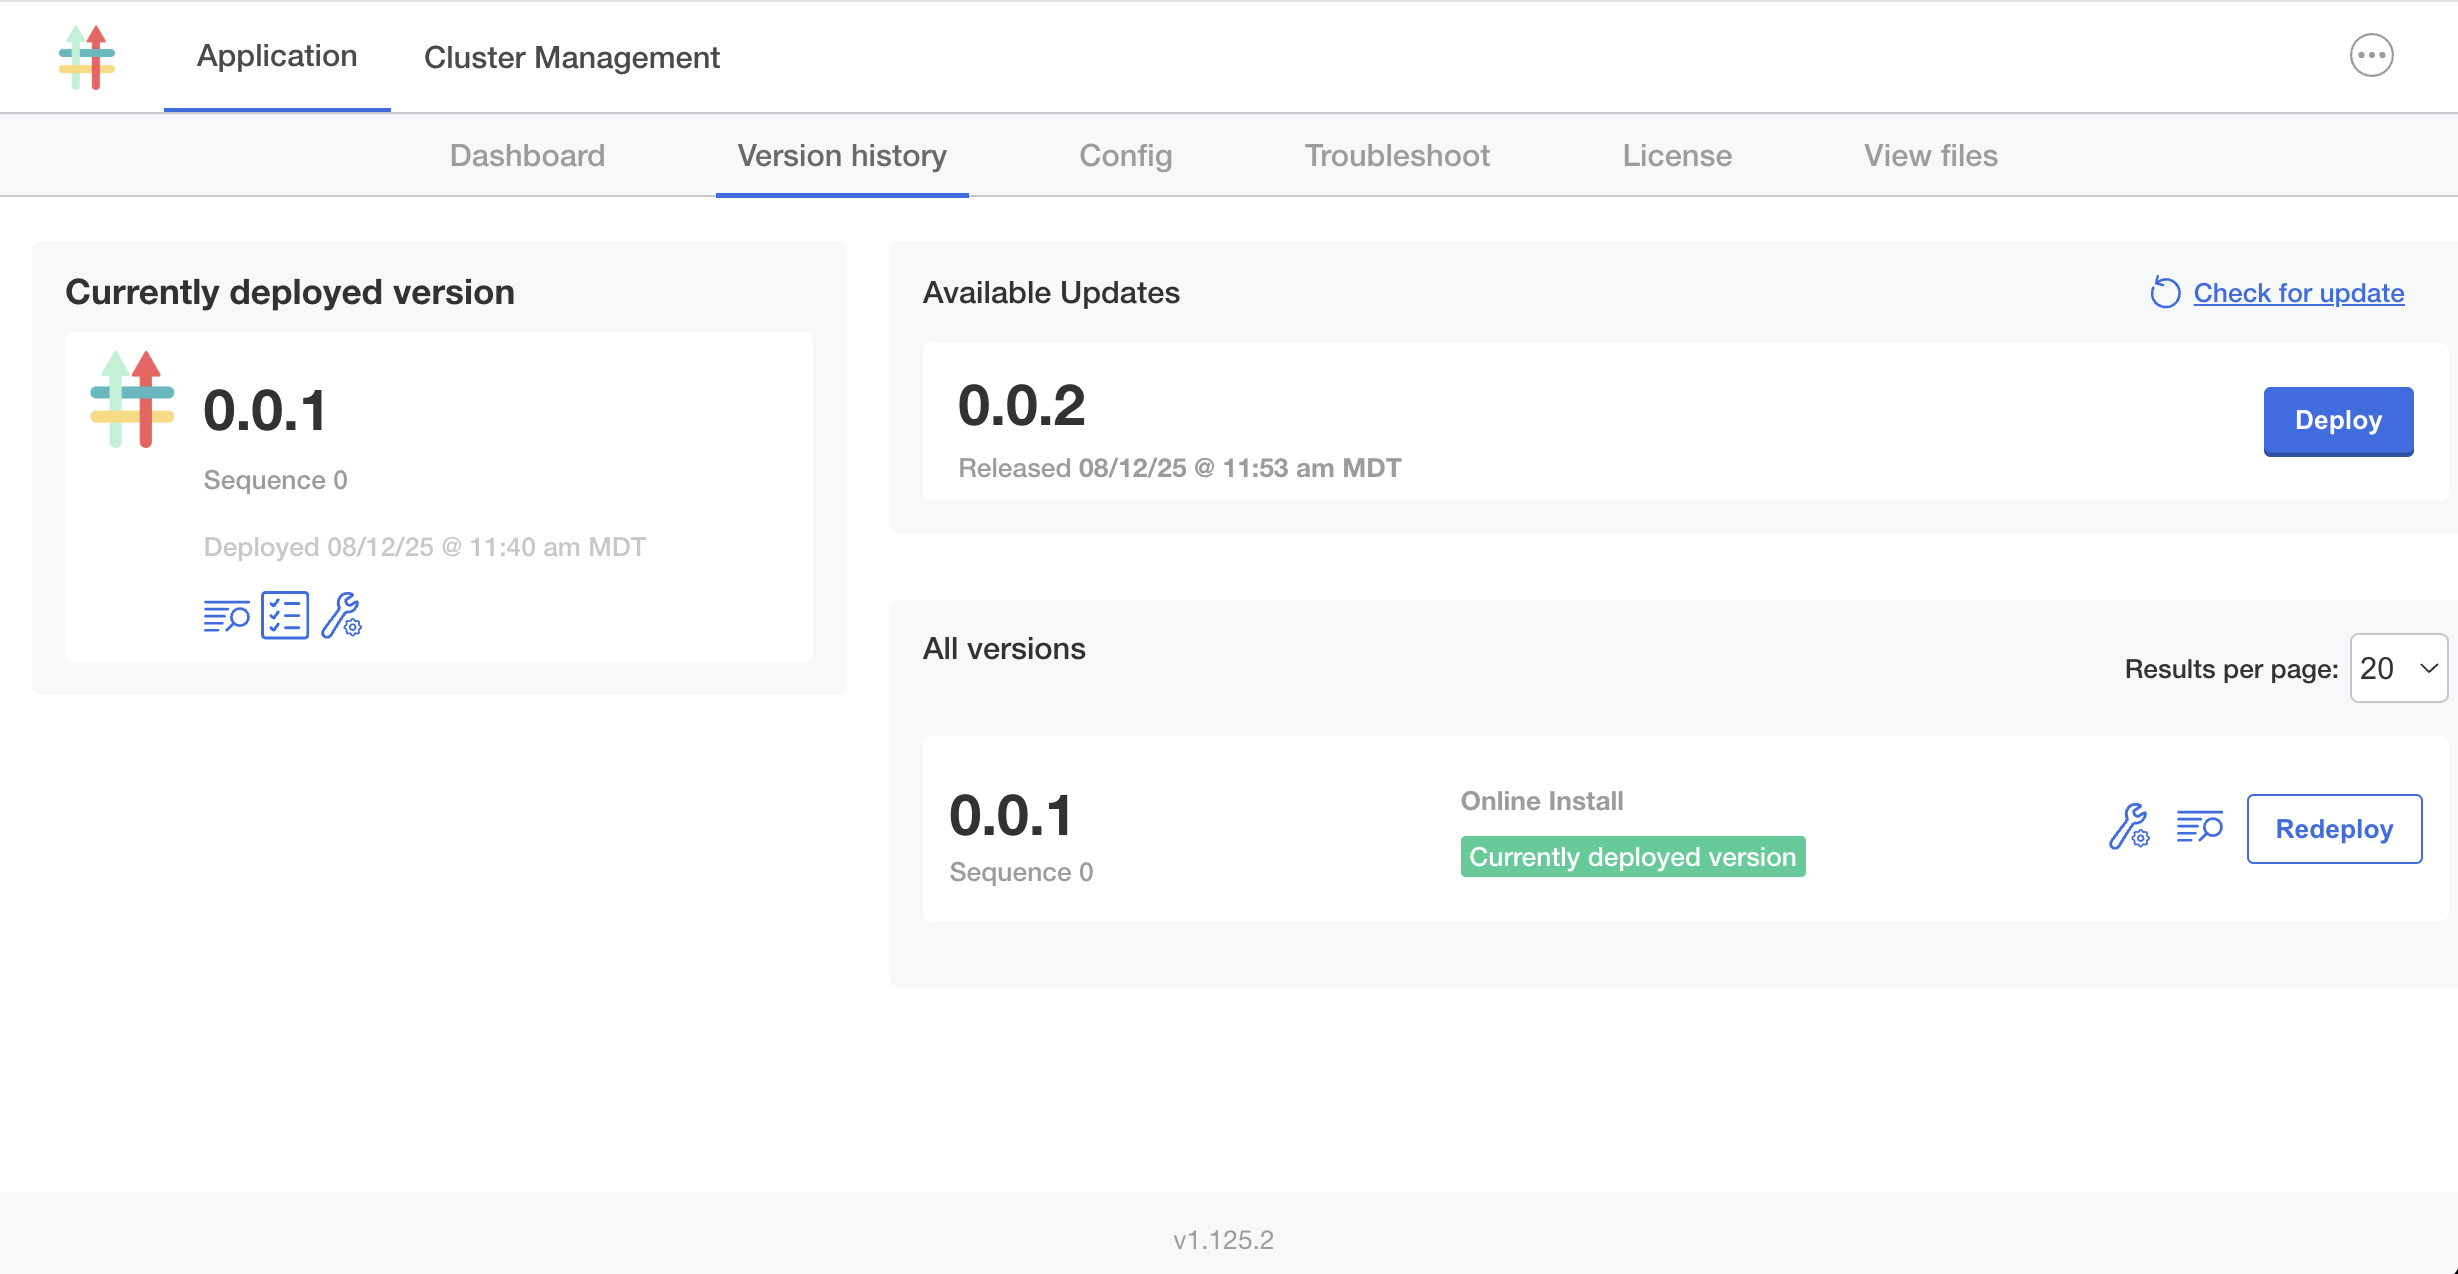 Application
Cluster Management
Dashboard
Version history
Config
Troubleshoot
License
View files
Currently deployed version
0.0.1
Sequence 0
Deployed 08/12/25 @ 11:40 am MDT
Available Updates
Check for update
0.0.2
Released 08/12/25 @ 11:53 am MDT
Deploy
All versions
Results per page:
20
0.0.1
Sequence 0
Online Install
Currently deployed version
Redeploy
v1.125.2